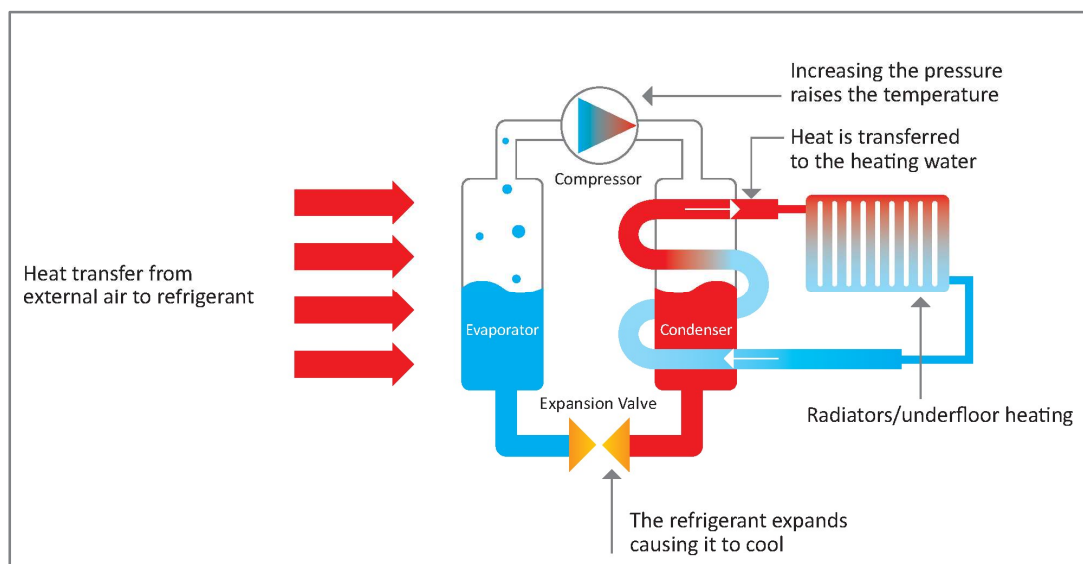 Increasing the pressure
raises the temperature
Heat is transferred
to the heating water
Compressor
Heat transfer from
external air to refrigerant
Evaporator
Condenser
Expansion Valve
Radiators/underfloor heating
The refrigerant expands
causing it to cool